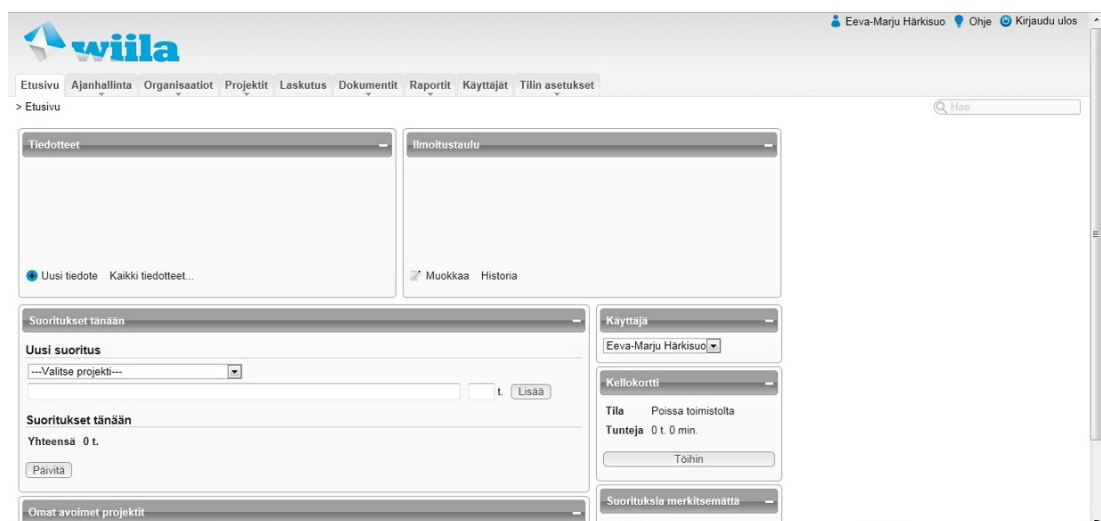 Eeva-Marju Härkisuo Ohje Kirjaudu ulos
wiila
Etusivu Ajanhallinta Organisaatiot Projektit Laskutus Dokumentit Raportit Käyttäjät Tilin asetukset
> Etusivu Hae
Tiedotteet Ilmoitustaulu
Uusi tiedote Kaikki tiedotteet... Muokkaa Historia
Suoritukset tänään Käyttäjä
Uusi suoritus Eeva-Marju Härkisuo
---Valitse projekti--- Kellokortti
t. Lisää
Tila Poissa toimistolta
Suoritukset tänään
Tunteja 0 t. 0 min.
Yhteensä 0 t.
Töihin
Päivitä
Suorituksia merkitsemättä
Omat avoimet projektit